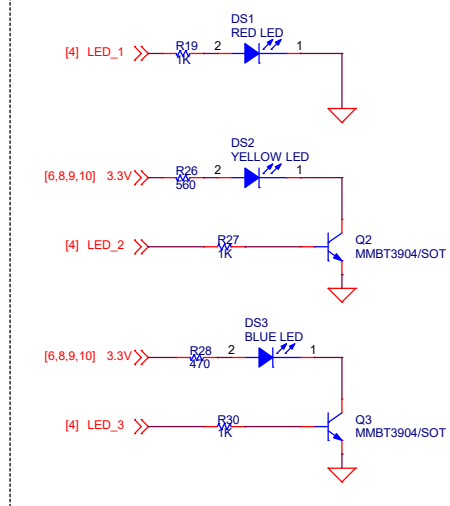 DS1
RED LED
[4] LED_1 R19 2 1
1K
DS2
YELLOW LED
[6,8,9,10] 3.3V R26 2 1
560
[4] LED_2 R27 Q2
1K MMBT3904/SOT
DS3
BLUE LED
[6,8,9,10] 3.3V R28 2 1
470
[4] LED_3 R30 Q3
1K MMBT3904/SOT